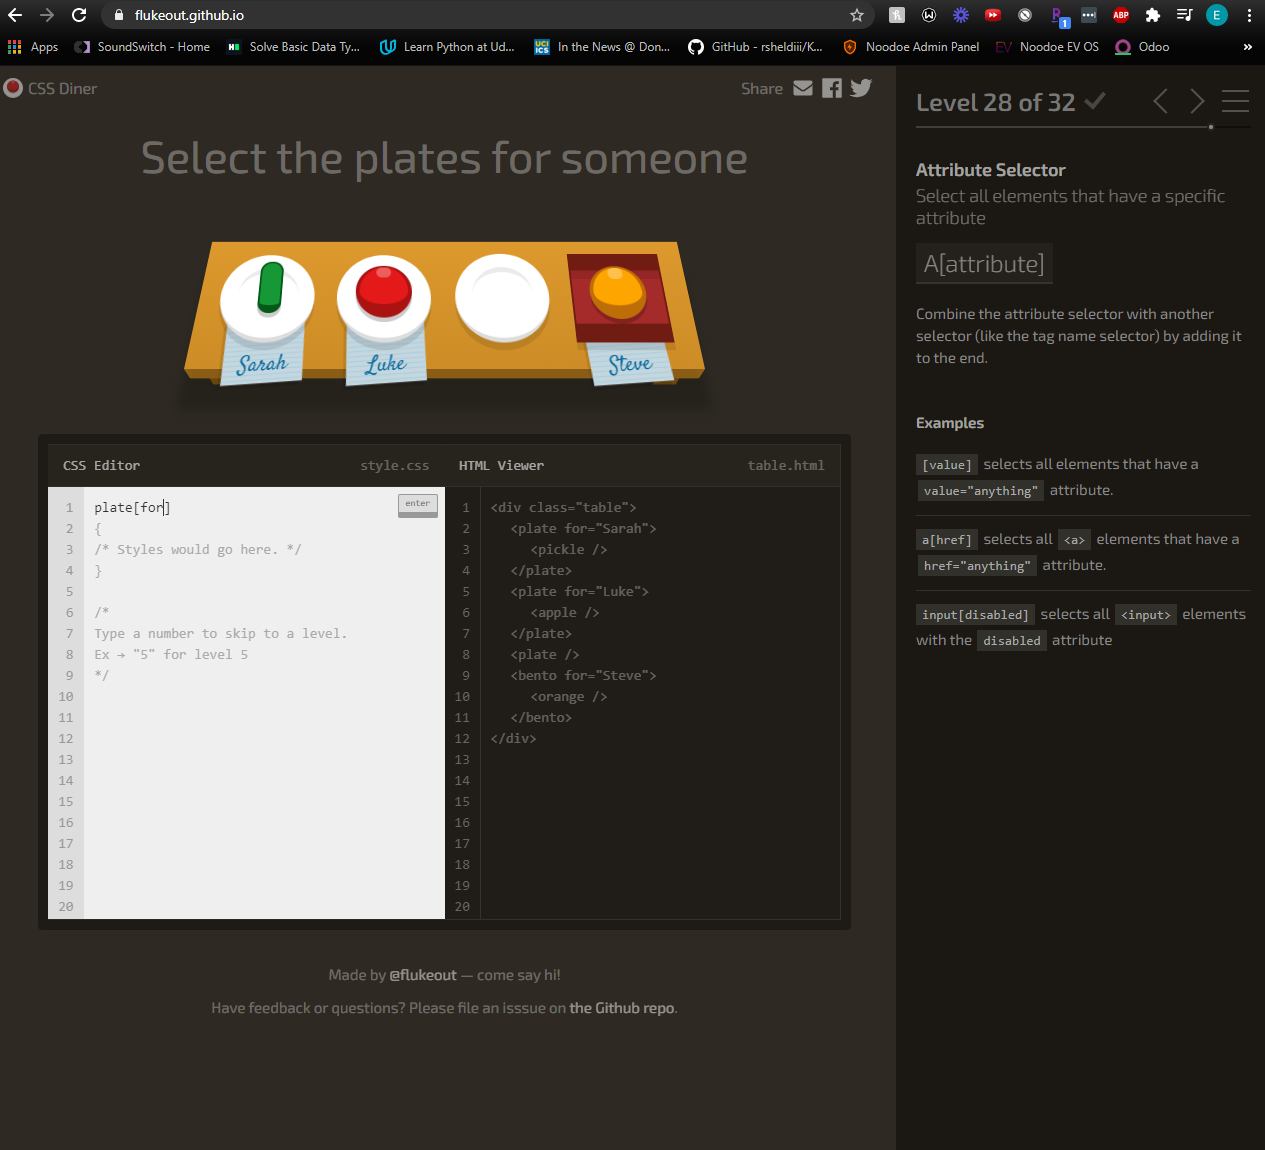 flukeout.github.io
Apps SoundSwitch - Home Solve Basic Data Ty... Learn Python at Ud... In the News @ Don... GitHub - rsheldiii/K... Noodoe Admin Panel Noodoe EV OS Odoo »
CSS Diner
Share
Select the plates for someone
Sarah
Luke
Steve
CSS Editor style.css
1 plate[for]
enter
2 {
3 /* Styles would go here. */
4 }
5
6 /*
7 Type a number to skip to a level.
8 Ex → "5" for level 5
9 */
10
11
12
13
14
15
16
17
18
19
20
HTML Viewer table.html
1 <div class="table">
2 <plate for="Sarah">
3 <pickle />
4 </plate>
5 <plate for="Luke">
6 <apple />
7 </plate>
8 <plate />
9 <bento for="Steve">
10 <orange />
11 </bento>
12 </div>
13
14
15
16
17
18
19
20
Made by @flukeout — come say hi!
Have feedback or questions? Please file an isssue on the Github repo.
Level 28 of 32
Attribute Selector
Select all elements that have a specific
attribute
A[attribute]
Combine the attribute selector with another
selector (like the tag name selector) by adding it
to the end.
Examples
[value] selects all elements that have a
value="anything" attribute.
a[href] selects all <a> elements that have a
href="anything" attribute.
input[disabled] selects all <input> elements
with the disabled attribute
ABP
E
1
UCI
ICS
EV